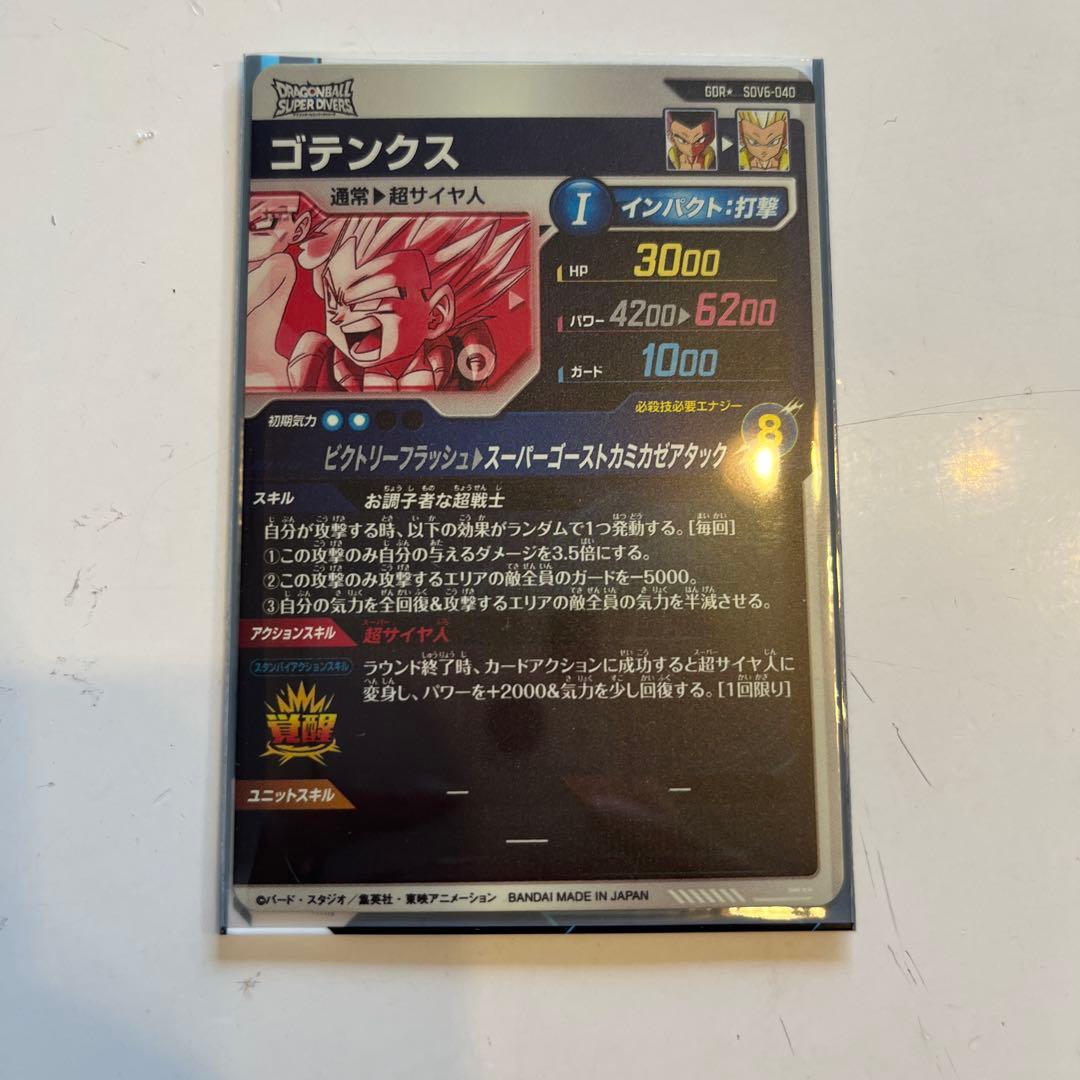 DRAGONBALL
SUPER DIVERS
GDR★ SDV6-040
ゴテンクス
通常▶超サイヤ人
I インパクト:打撃
HP 3000
パワー 4200▶6200
ガード 1000
初期気力
必殺技必要エナジー
8
ビクトリーフラッシュ▶スーパーゴーストカミカゼアタック
スキル お調子者な超戦士
自分が攻撃する時、以下の効果がランダムで1つ発動する。[毎回]
①この攻撃のみ自分の与えるダメージを3.5倍にする。
②この攻撃のみ攻撃するエリアの敵全員のガードを-5000。
③自分の気力を全回復&攻撃するエリアの敵全員の気力を半減させる。
アクションスキル 超サイヤ人
スタンバイアクションスキル
ラウンド終了時、カードアクションに成功すると超サイヤ人に
変身し、パワーを+2000&気力を少し回復する。[1回限り]
覚醒
ユニットスキル ー ー
ー
©バード・スタジオ/集英社・東映アニメーション BANDAI MADE IN JAPAN